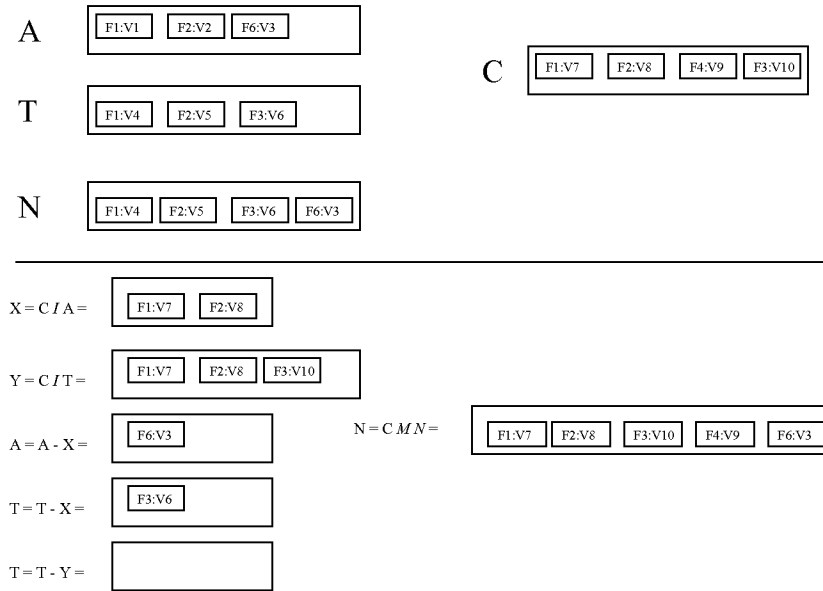 A F1:V1 F2:V2 F6:V3
C F1:V7 F2:V8 F4:V9 F3:V10
T F1:V4 F2:V5 F3:V6
N F1:V4 F2:V5 F3:V6 F6:V3
X = C I A = F1:V7 F2:V8
Y = C I T = F1:V7 F2:V8 F3:V10
A = A - X = F6:V3
N = C M N = F1:V7 F2:V8 F3:V10 F4:V9 F6:V3
T = T - X = F3:V6
T = T - Y =